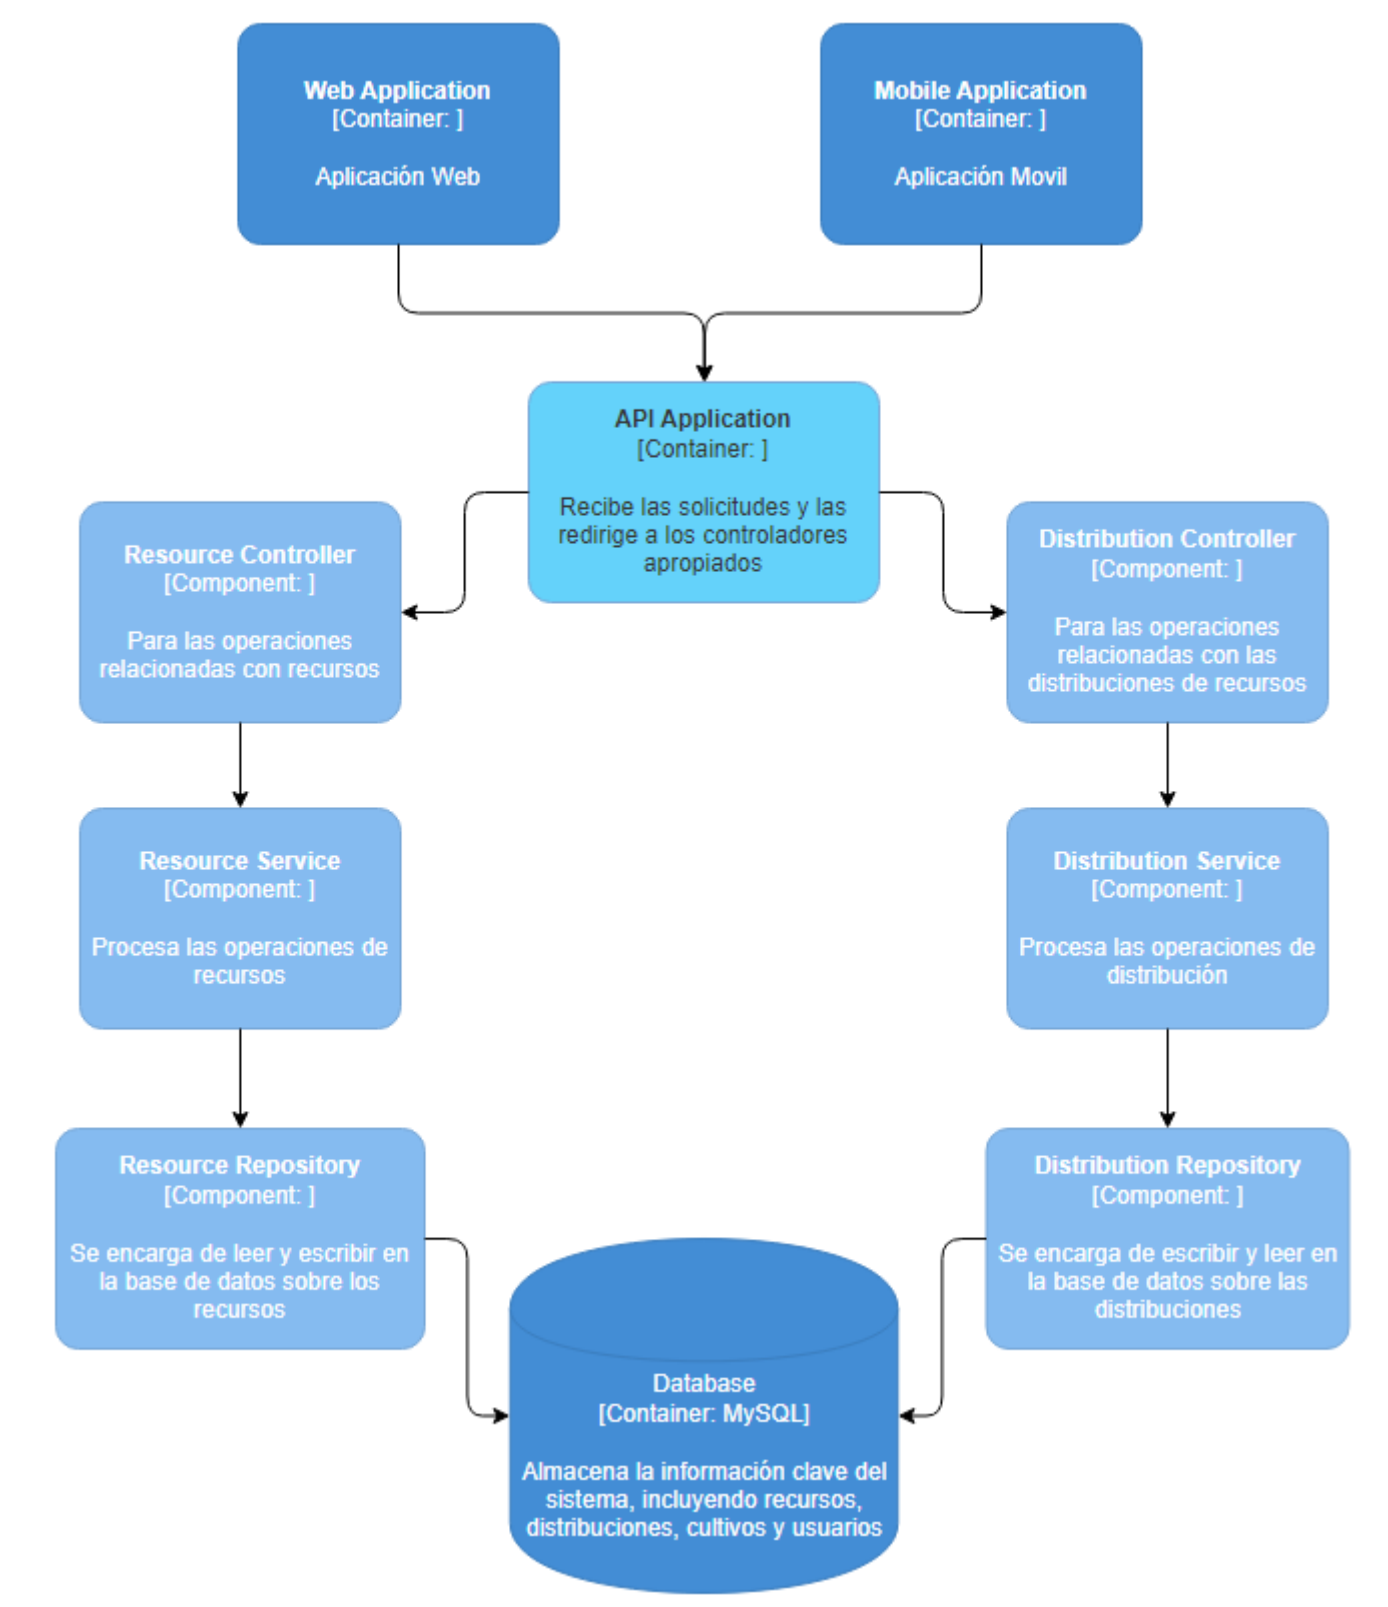 Web Application
[Container: ]
Aplicación Web
Mobile Application
[Container: ]
Aplicación Movil
API Application
[Container: ]
Recibe las solicitudes y las
redirige a los controladores
apropiados
Resource Controller
[Component: ]
Para las operaciones
relacionadas con recursos
Distribution Controller
[Component: ]
Para las operaciones
relacionadas con las
distribuciones de recursos
Resource Service
[Component: ]
Procesa las operaciones de
recursos
Distribution Service
[Component: ]
Procesa las operaciones de
distribución
Resource Repository
[Component: ]
Se encarga de leer y escribir en
la base de datos sobre los
recursos
Distribution Repository
[Component: ]
Se encarga de escribir y leer en
la base de datos sobre las
distribuciones
Database
[Container: MySQL]
Almacena la información clave del
sistema, incluyendo recursos,
distribuciones, cultivos y usuarios